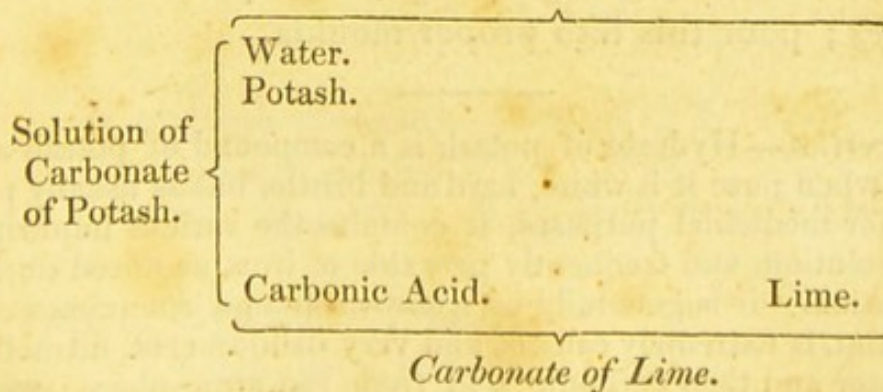 Water.
Potash.
Solution of
Carbonate
of Potash.
Carbonic Acid. Lime.
Carbonate of Lime.